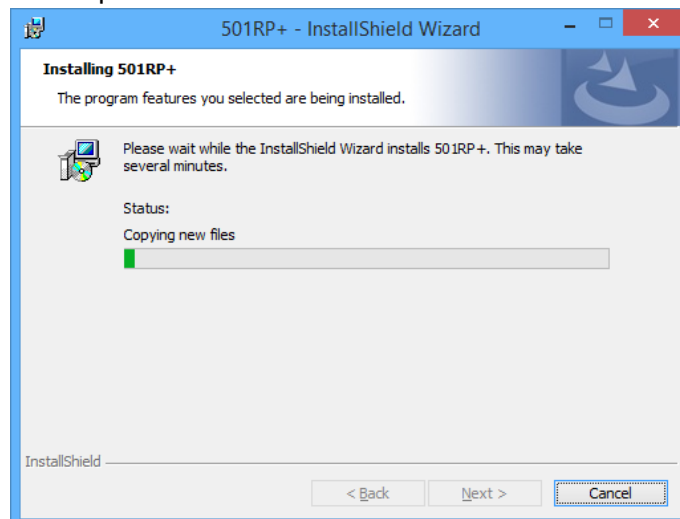 501RP+ - InstallShield Wizard
Installing 501RP+
The program features you selected are being installed.
Please wait while the InstallShield Wizard installs 501RP+. This may take
several minutes.
Status:
Copying new files
InstallShield
< Back
Next >
Cancel